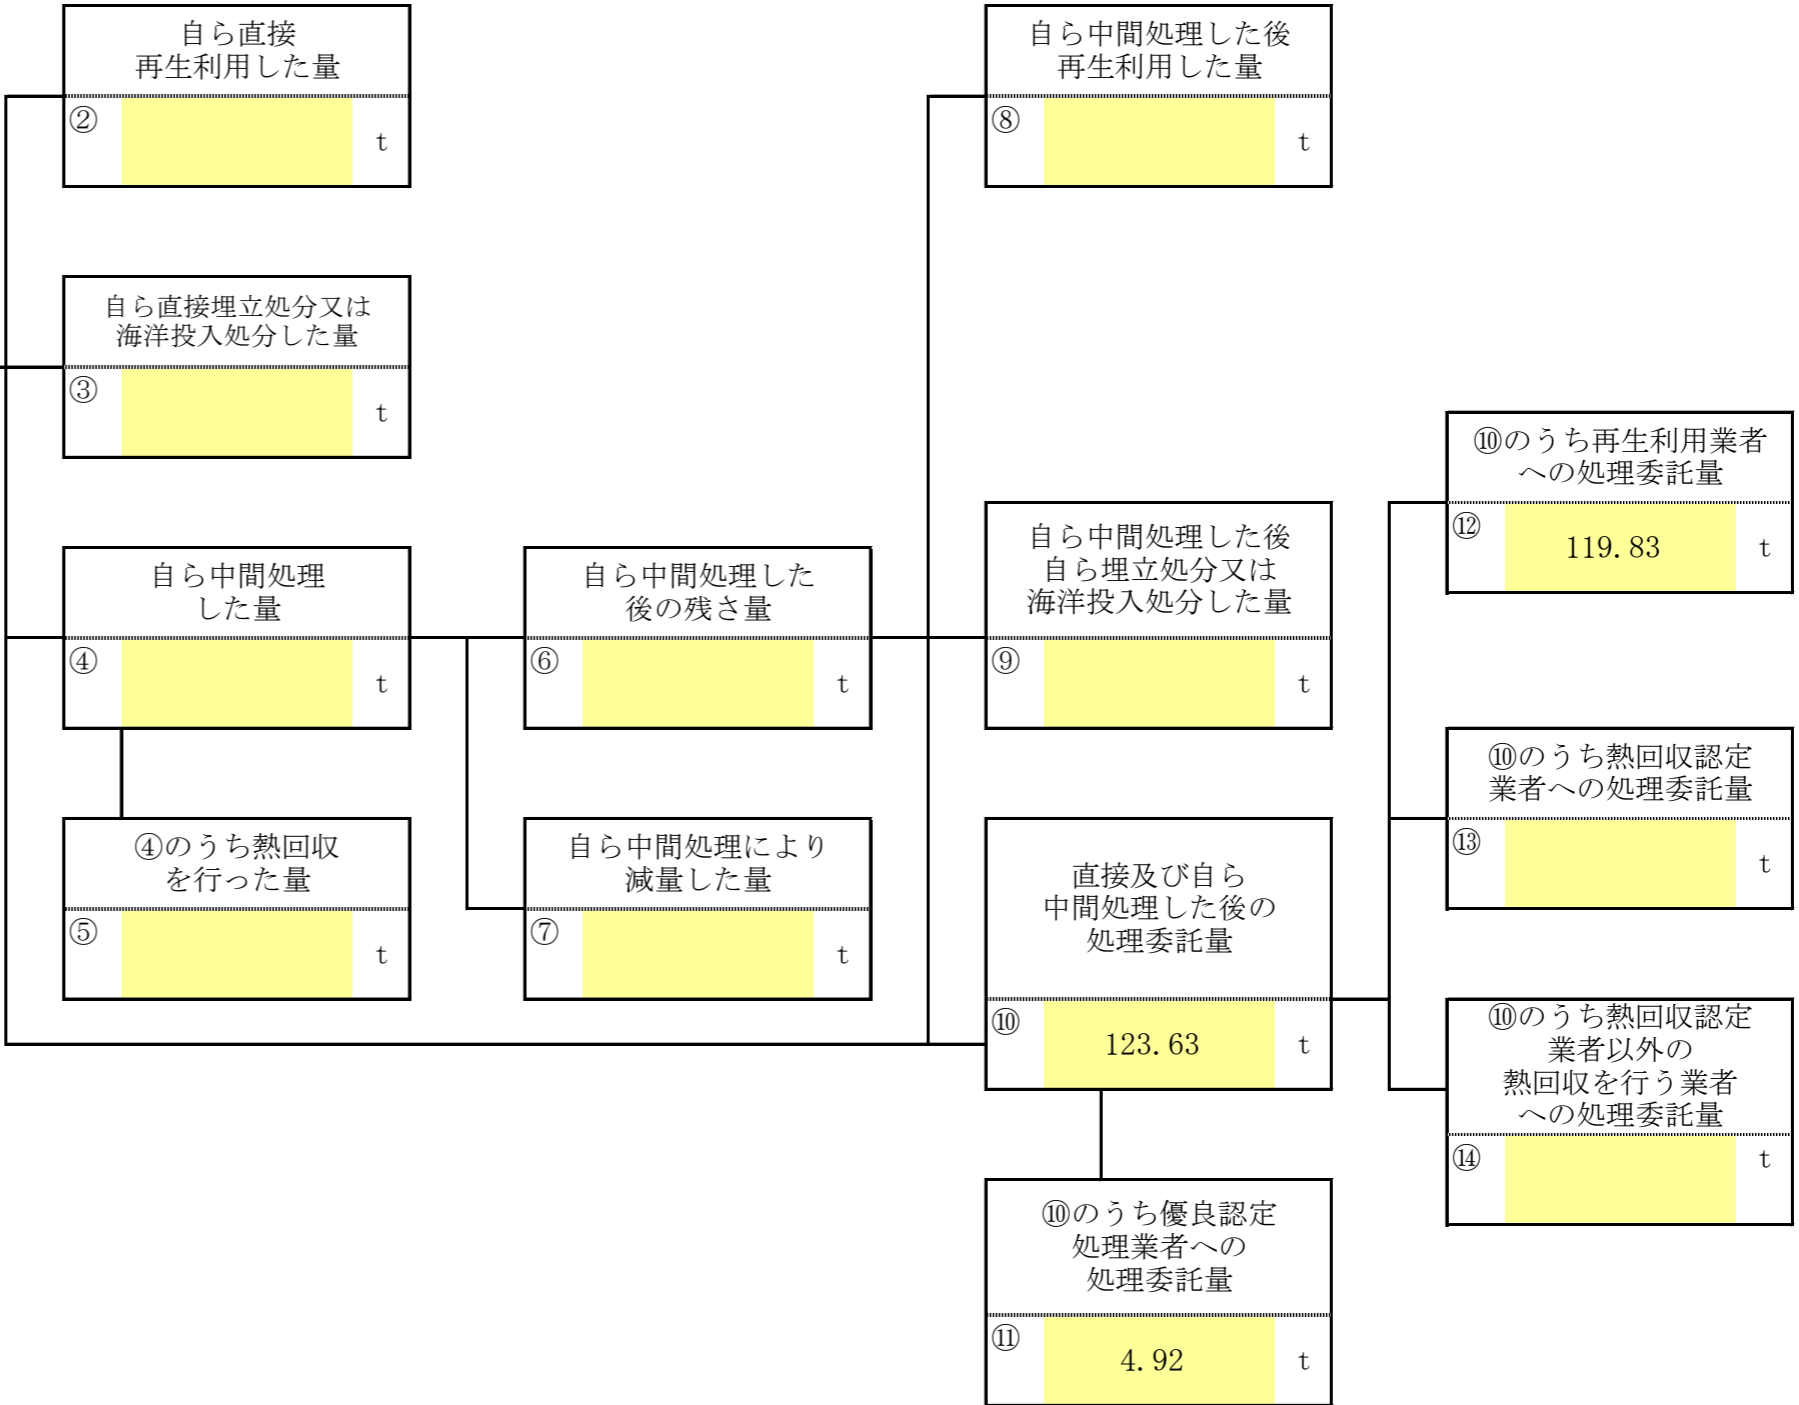 自ら直接
再生利用した量
②
t
自ら中間処理した後
再生利用した量
⑧
t
自ら直接埋立処分又は
海洋投入処分した量
③
t
⑩のうち再生利用業者
への処理委託量
⑫
119.83
t
自ら中間処理
した量
④
t
自ら中間処理した
後の残さ量
⑥
t
自ら中間処理した後
自ら埋立処分又は
海洋投入処分した量
⑨
t
⑩のうち熱回収認定
業者への処理委託量
⑬
t
④のうち熱回収
を行った量
⑤
t
自ら中間処理により
減量した量
⑦
t
直接及び自ら
中間処理した後の
処理委託量
⑩
123.63
t
⑩のうち熱回収認定
業者以外の
熱回収を行う業者
への処理委託量
⑭
t
⑩のうち優良認定
処理業者への
処理委託量
⑪
4.92
t